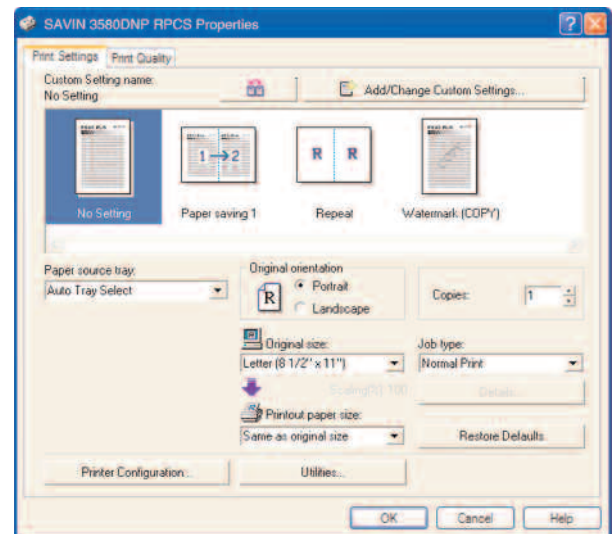 SAVIN 3580DNP RPCS Properties
Print Settings Print Quality
Custom Setting name:
No Setting
Add/Change Custom Settings...
1 2
R R
No Setting Paper saving 1 Repeat Watermark (COPY)
Paper source tray:
Auto Tray Select
Original orientation
R
Portrait
Landscape
Copies: 1
Original size:
Letter (8 1/2" x 11")
Job type:
Normal Print
Scaling(%): 100
Details...
Printout paper size:
Same as original size
Restore Defaults
Printer Configuration...
Utilities...
OK Cancel Help